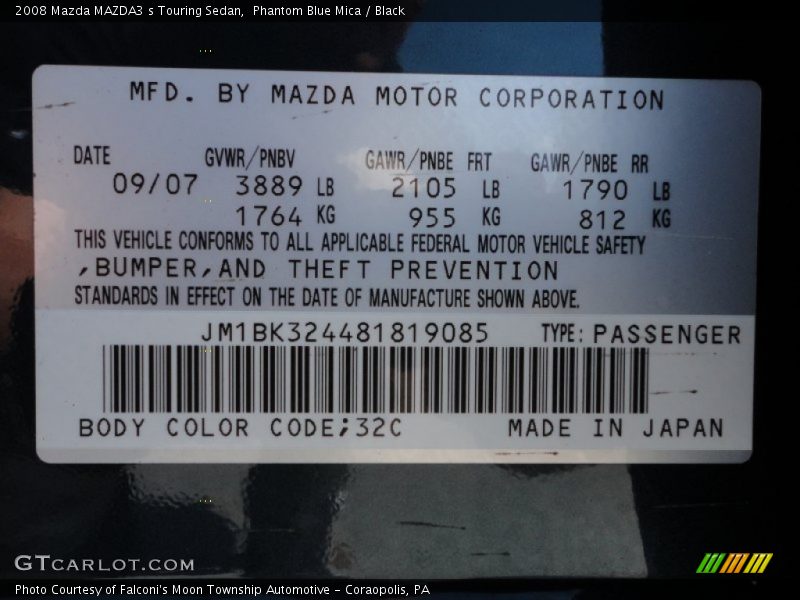 2008 Mazda MAZDA3 s Touring Sedan,  Phantom Blue Mica / Black
MFD. BY MAZDA MOTOR CORPORATION
DATE GVWR/PNBV GAWR/PNBE FRT GAWR/PNBE RR
09/07 3889 LB 2105 LB 1790 LB
1764 KG 955 KG 812 KG
THIS VEHICLE CONFORMS TO ALL APPLICABLE FEDERAL MOTOR VEHICLE SAFETY
,BUMPER,AND THEFT PREVENTION
STANDARDS IN EFFECT ON THE DATE OF MANUFACTURE SHOWN ABOVE.
JM1BK324481819085 TYPE: PASSENGER
BODY COLOR CODE;32C MADE IN JAPAN
GTCARLOT.COM
Photo Courtesy of Falconi's Moon Township Automotive – Coraopolis, PA